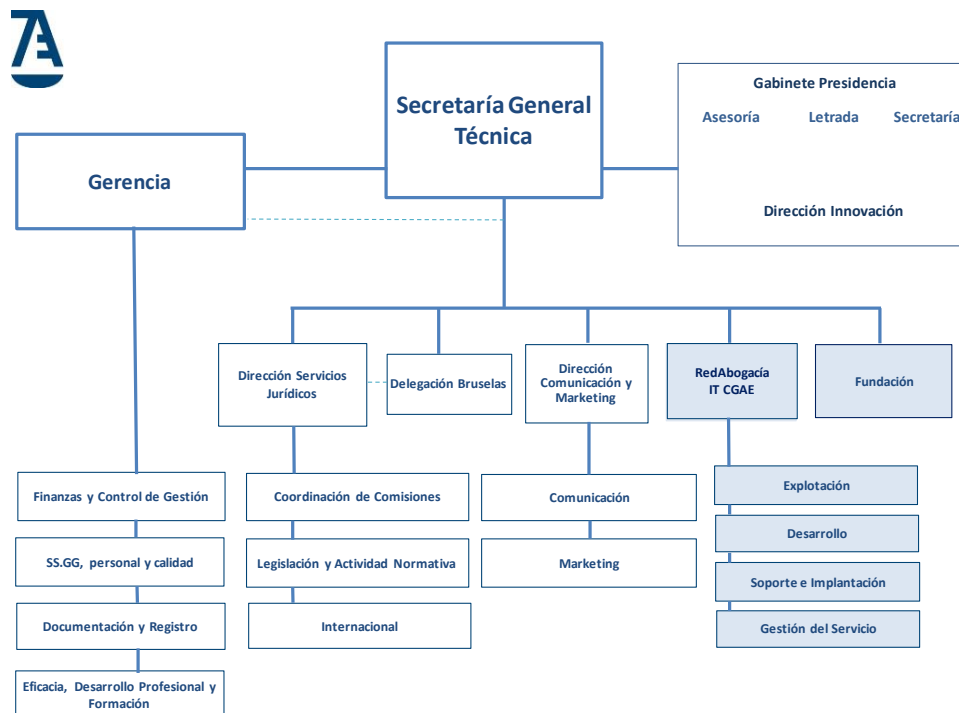 Secretaría General
Técnica
Gabinete Presidencia
Asesoría Letrada Secretaría
Dirección Innovación
Gerencia
Dirección Servicios
Jurídicos
Delegación Bruselas
Dirección
Comunicación y
Marketing
RedAbogacía
IT CGAE
Fundación
Finanzas y Control de Gestión
SS.GG, personal y calidad
Documentación y Registro
Eficacia, Desarrollo Profesional y
Formación
Coordinación de Comisiones
Legislación y Actividad Normativa
Internacional
Comunicación
Marketing
Explotación
Desarrollo
Soporte e Implantación
Gestión del Servicio